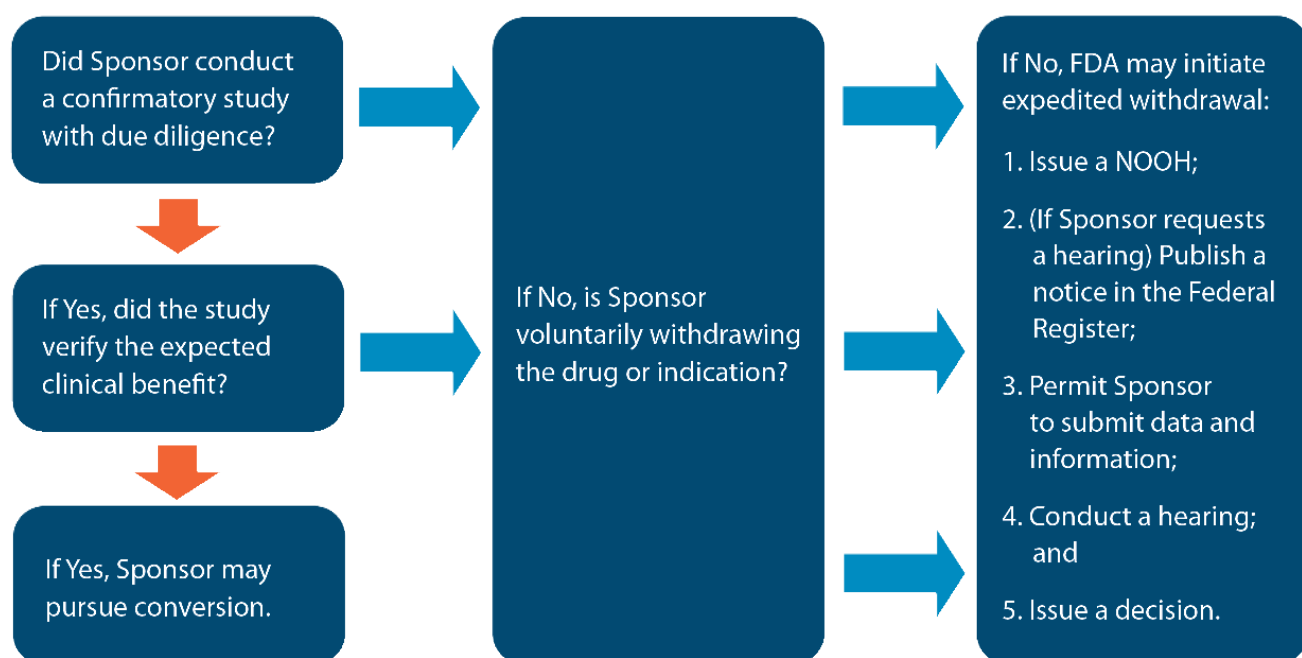 Did Sponsor conduct
a confirmatory study
with due diligence?
If Yes, did the study
verify the expected
clinical benefit?
If Yes, Sponsor may
pursue conversion.
If No, is Sponsor
voluntarily withdrawing
the drug or indication?
If No, FDA may initiate
expedited withdrawal:
1. Issue a NOOH;
2. (If Sponsor requests
a hearing) Publish a
notice in the Federal
Register;
3. Permit Sponsor
to submit data and
information;
4. Conduct a hearing;
and
5. Issue a decision.